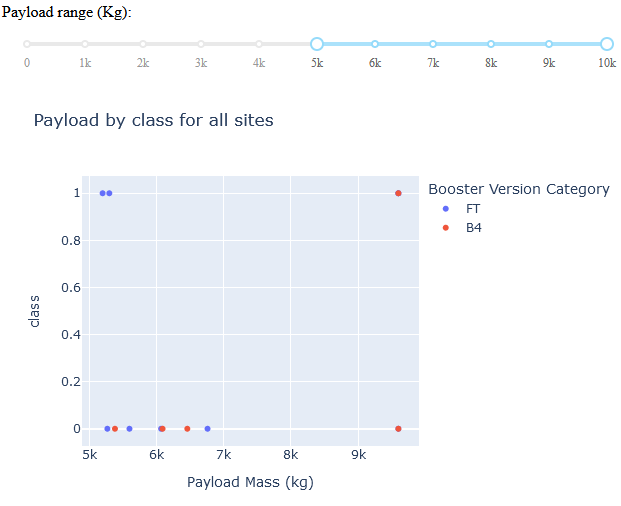 Payload range (Kg):
0 1k 2k 3k 4k 5k 6k 7k 8k 9k 10k
Payload by class for all sites
Booster Version Category
FT
B4
1
0.8
0.6
0.4
0.2
0
class
5k 6k 7k 8k 9k
Payload Mass (kg)